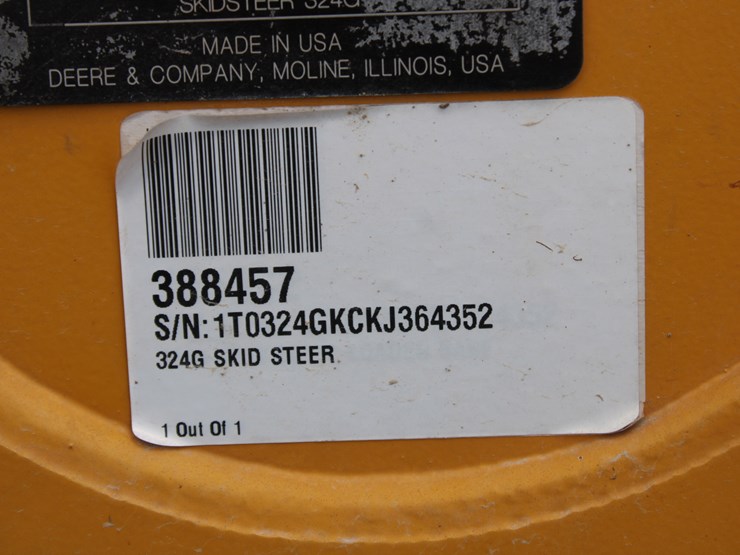 SKIDSTEER 324G
MADE IN USA
DEERE & COMPANY, MOLINE, ILLINOIS, USA
388457
S/N: 1T0324GKCKJ364352
324G SKID STEER
1 Out Of 1